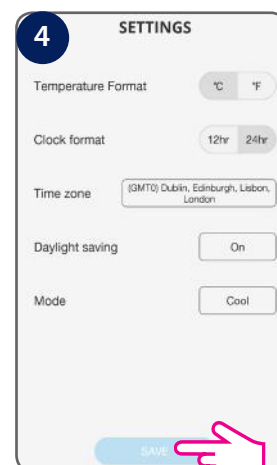 4
SETTINGS
Temperature Format °C °F
Clock format 12hr 24hr
Time zone (GMT0) Dublin, Edinburgh, Lisbon,
London
Daylight saving On
Mode Cool
SAVE